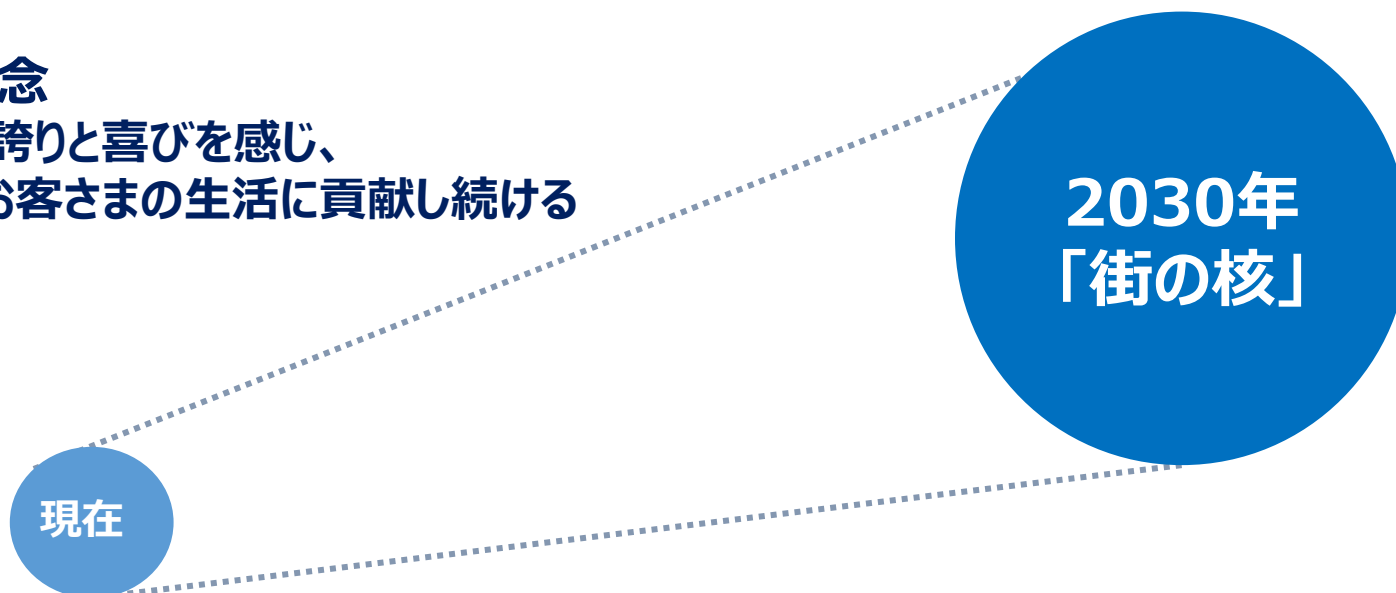 念
誇りと喜びを感じ、
お客さまの生活に貢献し続ける
2030年
「街の核」
現在